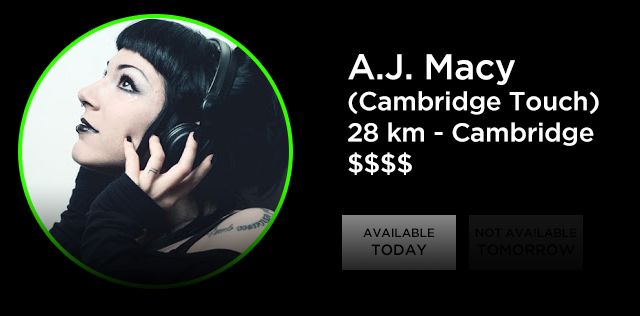 A.J. Macy
(Cambridge Touch)
28 km - Cambridge
$$$$
AVAILABLE
TODAY
NOT AVAILABLE
TOMORROW